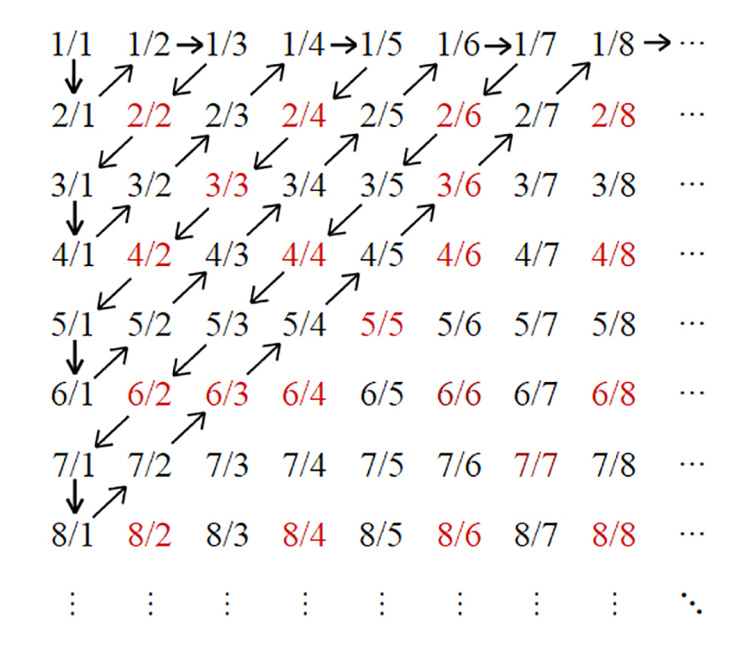 1/1 1/2 → 1/3 1/4 → 1/5 1/6 → 1/7 1/8 → ⋯
2/1 2/2 2/3 2/4 2/5 2/6 2/7 2/8 ⋯
3/1 3/2 3/3 3/4 3/5 3/6 3/7 3/8 ⋯
4/1 4/2 4/3 4/4 4/5 4/6 4/7 4/8 ⋯
5/1 5/2 5/3 5/4 5/5 5/6 5/7 5/8 ⋯
6/1 6/2 6/3 6/4 6/5 6/6 6/7 6/8 ⋯
7/1 7/2 7/3 7/4 7/5 7/6 7/7 7/8 ⋯
8/1 8/2 8/3 8/4 8/5 8/6 8/7 8/8 ⋯
⋮ ⋮ ⋮ ⋮ ⋮ ⋮ ⋮ ⋮ ⋱